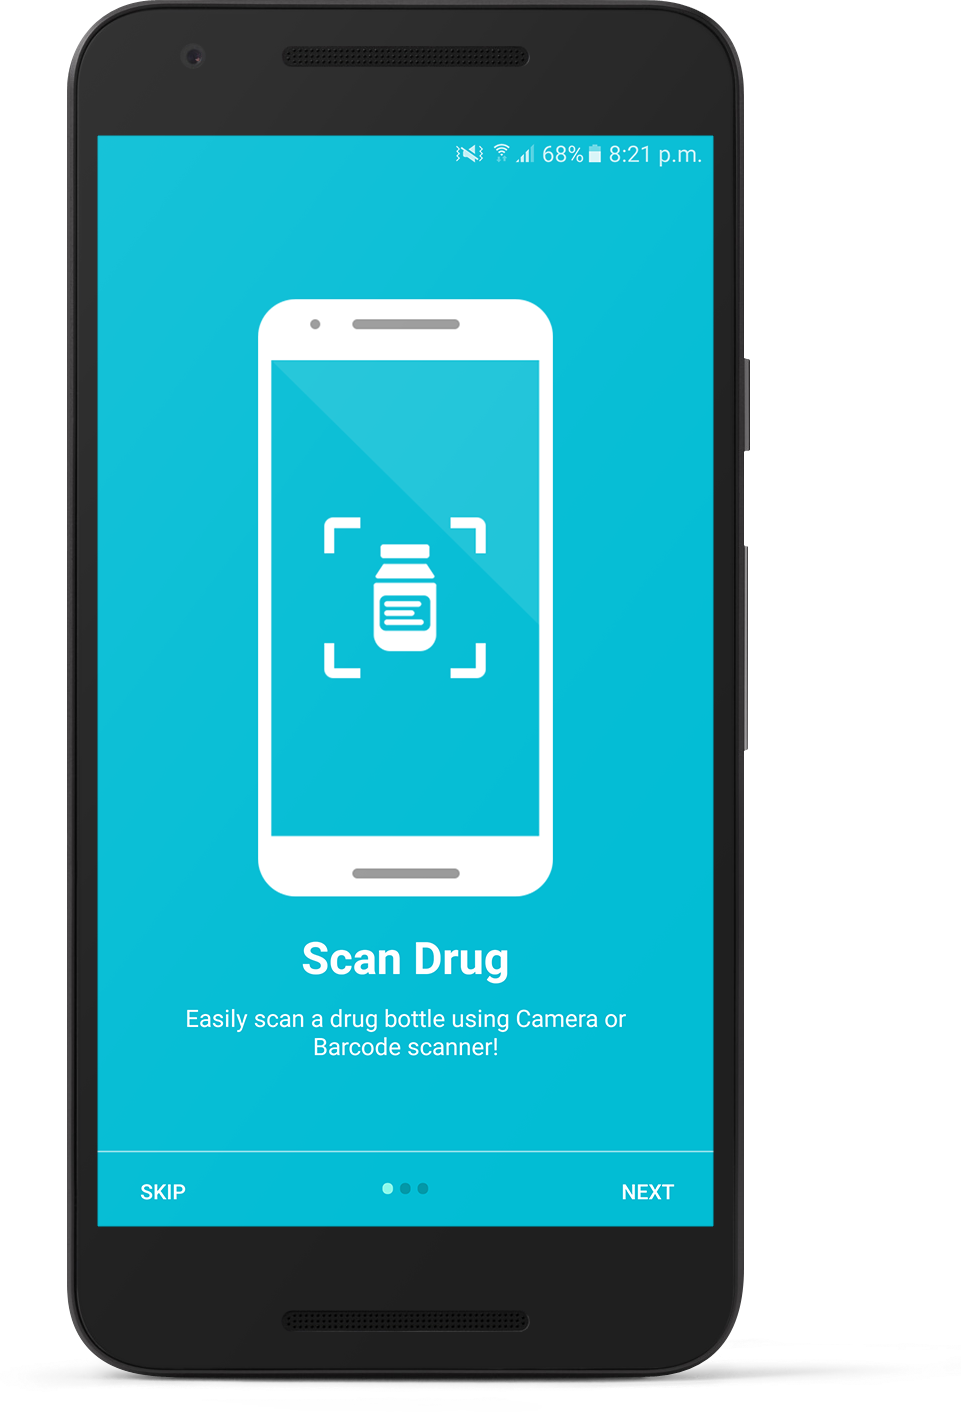 68% 8:21 p.m.
Scan Drug
Easily scan a drug bottle using Camera or
Barcode scanner!
SKIP
NEXT